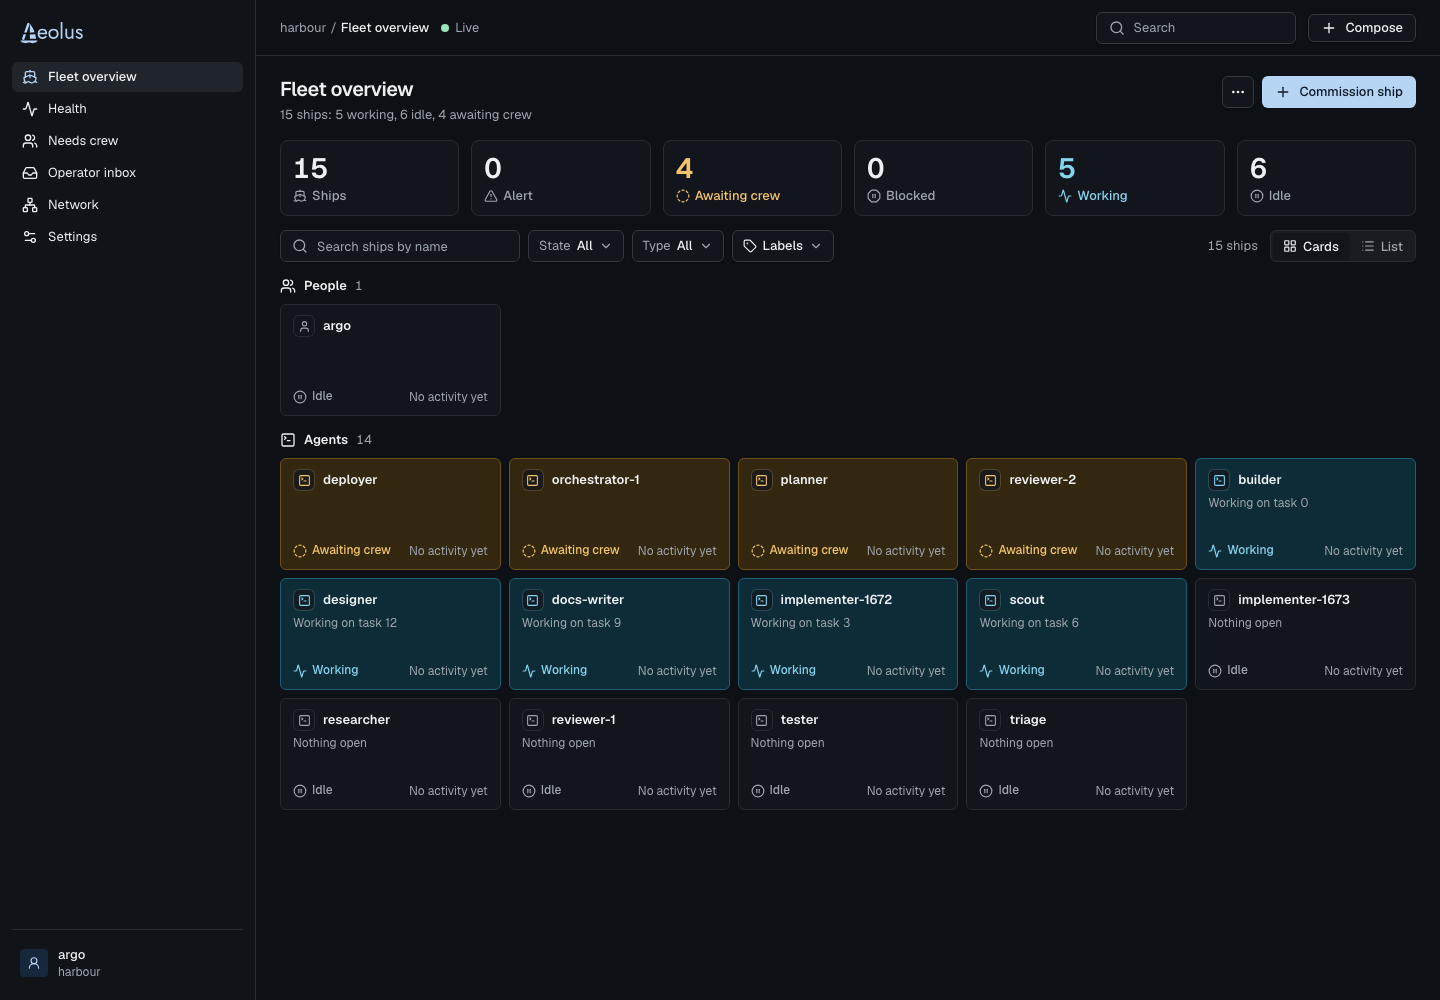 Aeolus
Fleet overview
Health
Needs crew
Operator inbox
Network
Settings
argo
harbour
harbour / Fleet overview Live
Search
Compose
Fleet overview
15 ships: 5 working, 6 idle, 4 awaiting crew
Commission ship
15
Ships
0
Alert
4
Awaiting crew
0
Blocked
5
Working
6
Idle
Search ships by name
State All
Type All
Labels
15 ships
Cards
List
People 1
argo
Idle No activity yet
Agents 14
deployer
Awaiting crew No activity yet
orchestrator-1
Awaiting crew No activity yet
planner
Awaiting crew No activity yet
reviewer-2
Awaiting crew No activity yet
builder
Working on task 0
Working No activity yet
designer
Working on task 12
Working No activity yet
docs-writer
Working on task 9
Working No activity yet
implementer-1672
Working on task 3
Working No activity yet
scout
Working on task 6
Working No activity yet
implementer-1673
Nothing open
Idle No activity yet
researcher
Nothing open
Idle No activity yet
reviewer-1
Nothing open
Idle No activity yet
tester
Nothing open
Idle No activity yet
triage
Nothing open
Idle No activity yet